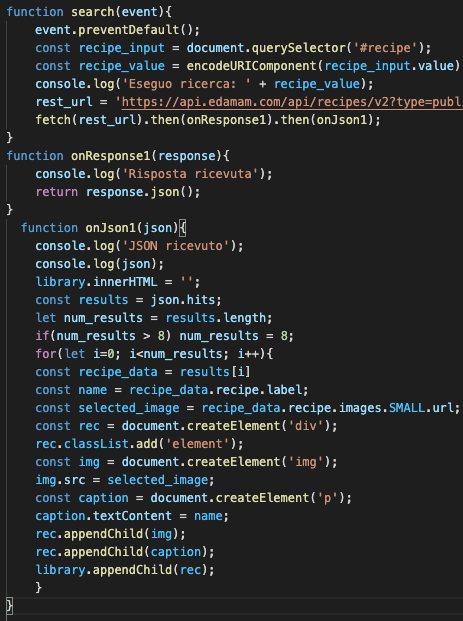 function search(event){
    event.preventDefault();
    const recipe_input = document.querySelector('#recipe');
    const recipe_value = encodeURIComponent(recipe_input.value)
    console.log('Eseguo ricerca: ' + recipe_value);
    rest_url = 'https://api.edamam.com/api/recipes/v2?type=publ
    fetch(rest_url).then(onResponse1).then(onJson1);
}
function onResponse1(response){
    console.log('Risposta ricevuta');
    return response.json();
}
  function onJson1(json){
    console.log('JSON ricevuto');
    console.log(json);
    library.innerHTML = '';
    const results = json.hits;
    let num_results = results.length;
    if(num_results > 8) num_results = 8;
    for(let i=0; i<num_results; i++){
    const recipe_data = results[i]
    const name = recipe_data.recipe.label;
    const selected_image = recipe_data.recipe.images.SMALL.url;
    const rec = document.createElement('div');
    rec.classList.add('element');
    const img = document.createElement('img');
    img.src = selected_image;
    const caption = document.createElement('p');
    caption.textContent = name;
    rec.appendChild(img);
    rec.appendChild(caption);
    library.appendChild(rec);
    }
}